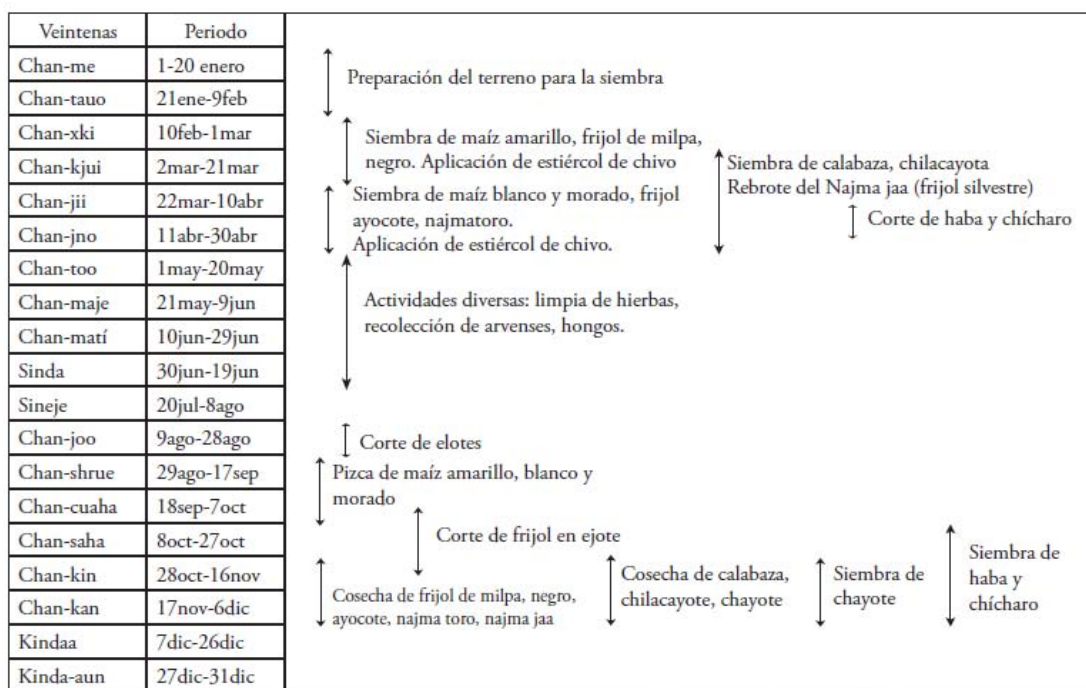 Veintenas Periodo
Chan-me 1-20 enero
Chan-tauo 21ene-9feb
Chan-xki 10feb-1mar
Chan-kjui 2mar-21mar
Chan-jii 22mar-10abr
Chan-jno 11abr-30abr
Chan-too 1may-20may
Chan-maje 21may-9jun
Chan-matí 10jun-29jun
Sinda 30jun-19jun
Sineje 20jul-8ago
Chan-joo 9ago-28ago
Chan-shrue 29ago-17sep
Chan-cuaha 18sep-7oct
Chan-saha 8oct-27oct
Chan-kin 28oct-16nov
Chan-kan 17nov-6dic
Kindaa 7dic-26dic
Kinda-aun 27dic-31dic
Preparación del terreno para la siembra
Siembra de maíz amarillo, frijol de milpa,
negro. Aplicación de estiércol de chivo
Siembra de maíz blanco y morado, frijol
ayocote, najmatoro.
Aplicación de estiércol de chivo.
Siembra de calabaza, chilacayota
Rebrote del Najma jaa (frijol silvestre)
Corte de haba y chícharo
Actividades diversas: limpia de hierbas,
recolección de arvenses, hongos.
Corte de elotes
Pizca de maíz amarillo, blanco y
morado
Corte de frijol en ejote
Cosecha de frijol de milpa, negro,
ayocote, najma toro, najma jaa
Cosecha de calabaza,
chilacayote, chayote
Siembra de
chayote
Siembra de
haba y
chícharo